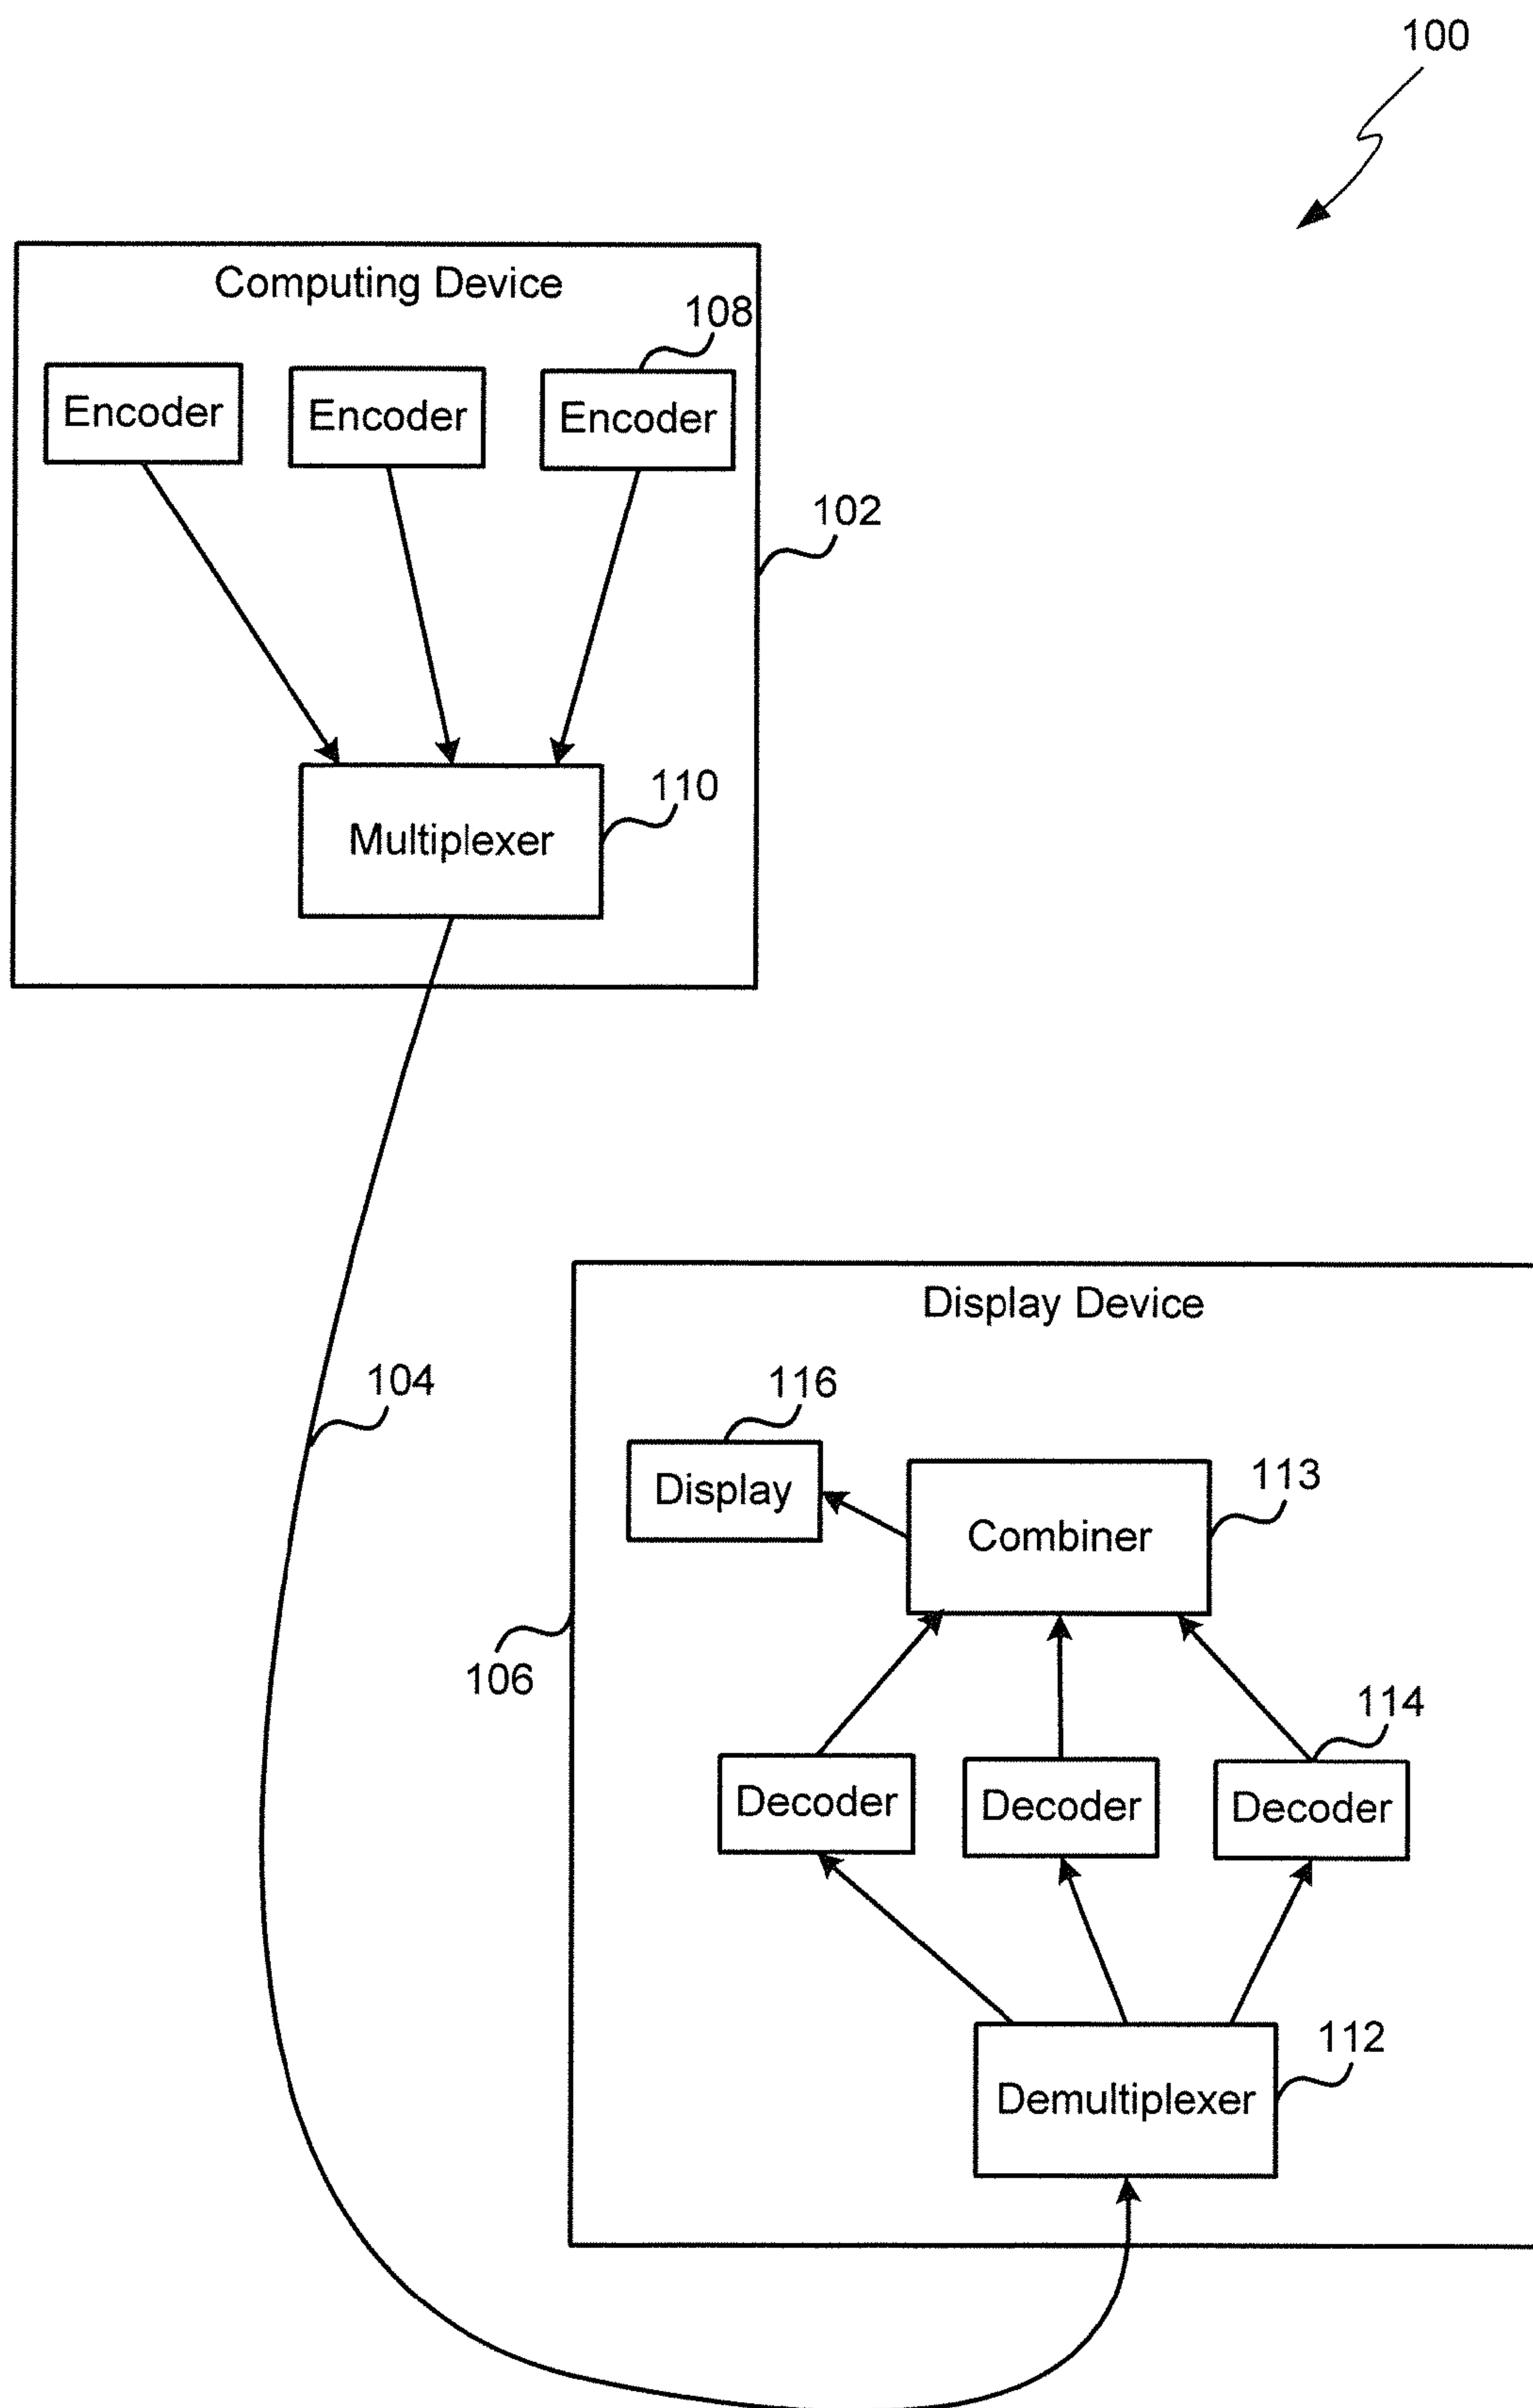 100
Computing Device
108
Encoder
Encoder
Encoder
102
110
Multiplexer
Display Device
104
116
113
Display
Combiner
106
114
Decoder
Decoder
Decoder
112
Demultiplexer